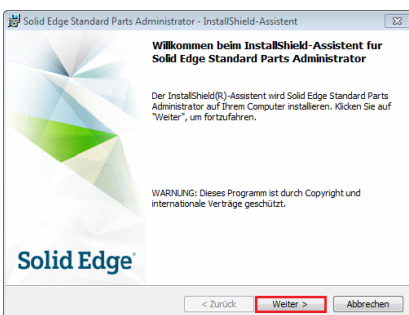 Solid Edge Standard Parts Administrator - InstallShield-Assistent
Willkommen beim InstallShield-Assistent fur
Solid Edge Standard Parts Administrator
Der InstallShield(R)-Assistent wird Solid Edge Standard Parts
Administrator auf Ihrem Computer installieren. Klicken Sie auf
"Weiter", um fortzufahren.
WARNUNG: Dieses Programm ist durch Copyright und
internationale Verträge geschützt.
Solid Edge
< Zurück Weiter > Abbrechen